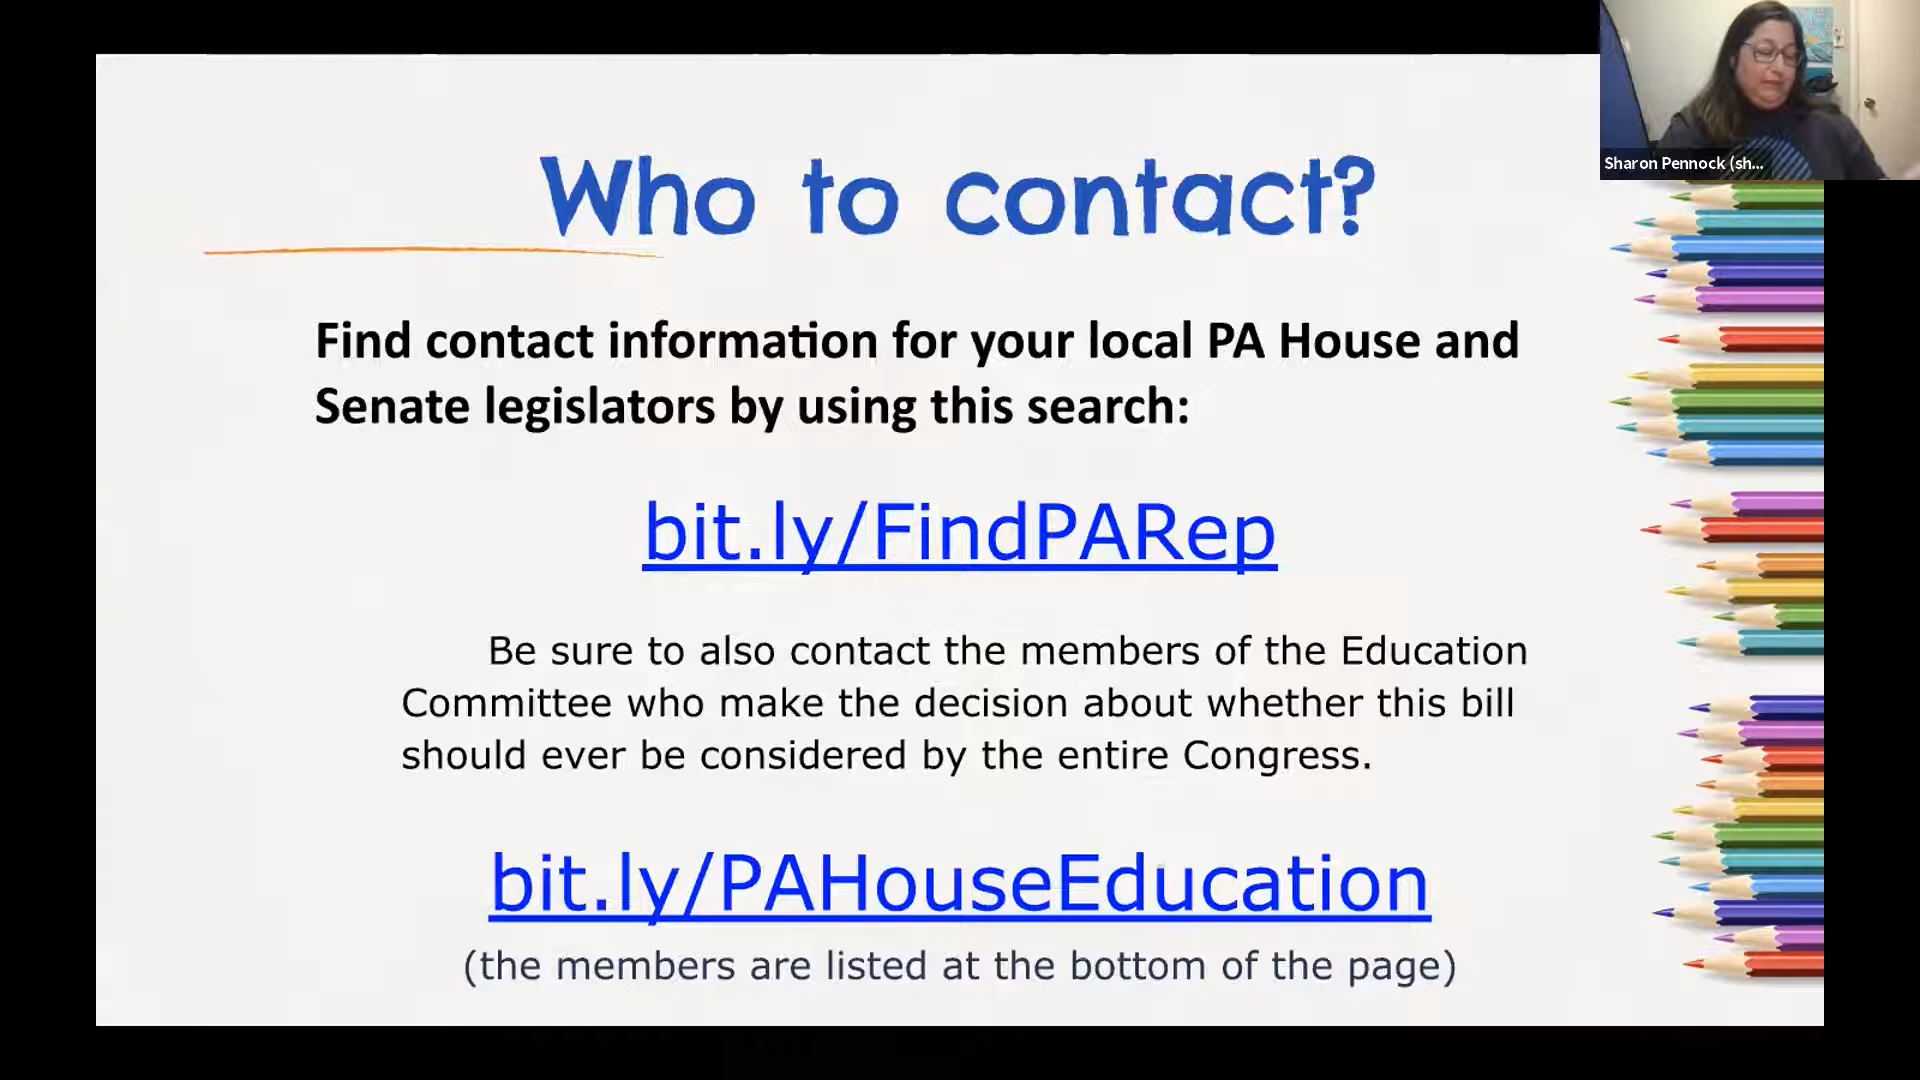 Who to contact?
Sharon Pennock (sh...
Find contact information for your local PA House and
Senate legislators by using this search:
bit.ly/FindPARep
Be sure to also contact the members of the Education
Committee who make the decision about whether this bill
should ever be considered by the entire Congress.
bit.ly/PAHouseEducation
(the members are listed at the bottom of the page)